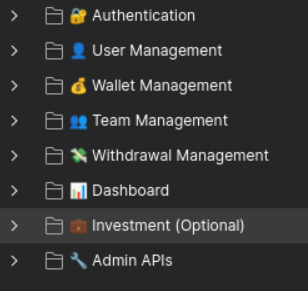 🔐 Authentication
👤 User Management
💰 Wallet Management
👥 Team Management
💸 Withdrawal Management
📊 Dashboard
💼 Investment (Optional)
🔧 Admin APIs